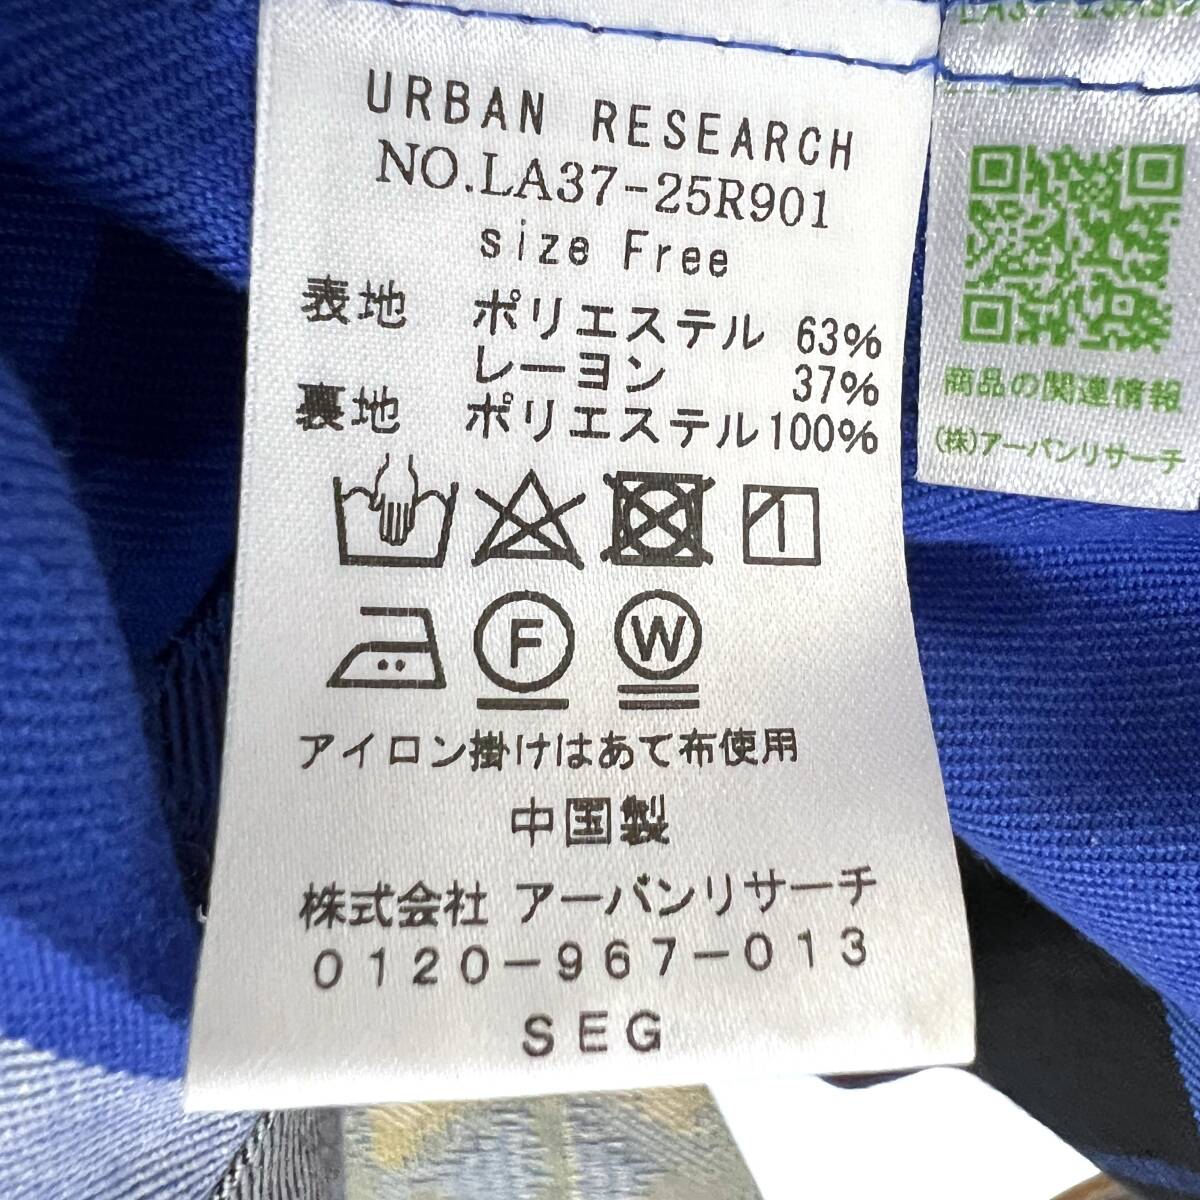 URBAN RESEARCH
NO.LA37-25R901
size Free
表地 ポリエステル 63%
レーヨン 37%
裏地 ポリエステル 100%
F W
アイロン掛けはあて布使用
中国製
株式会社 アーバンリサーチ
0120-967-013
SEG
商品の関連情報
(株)アーバンリサーチ